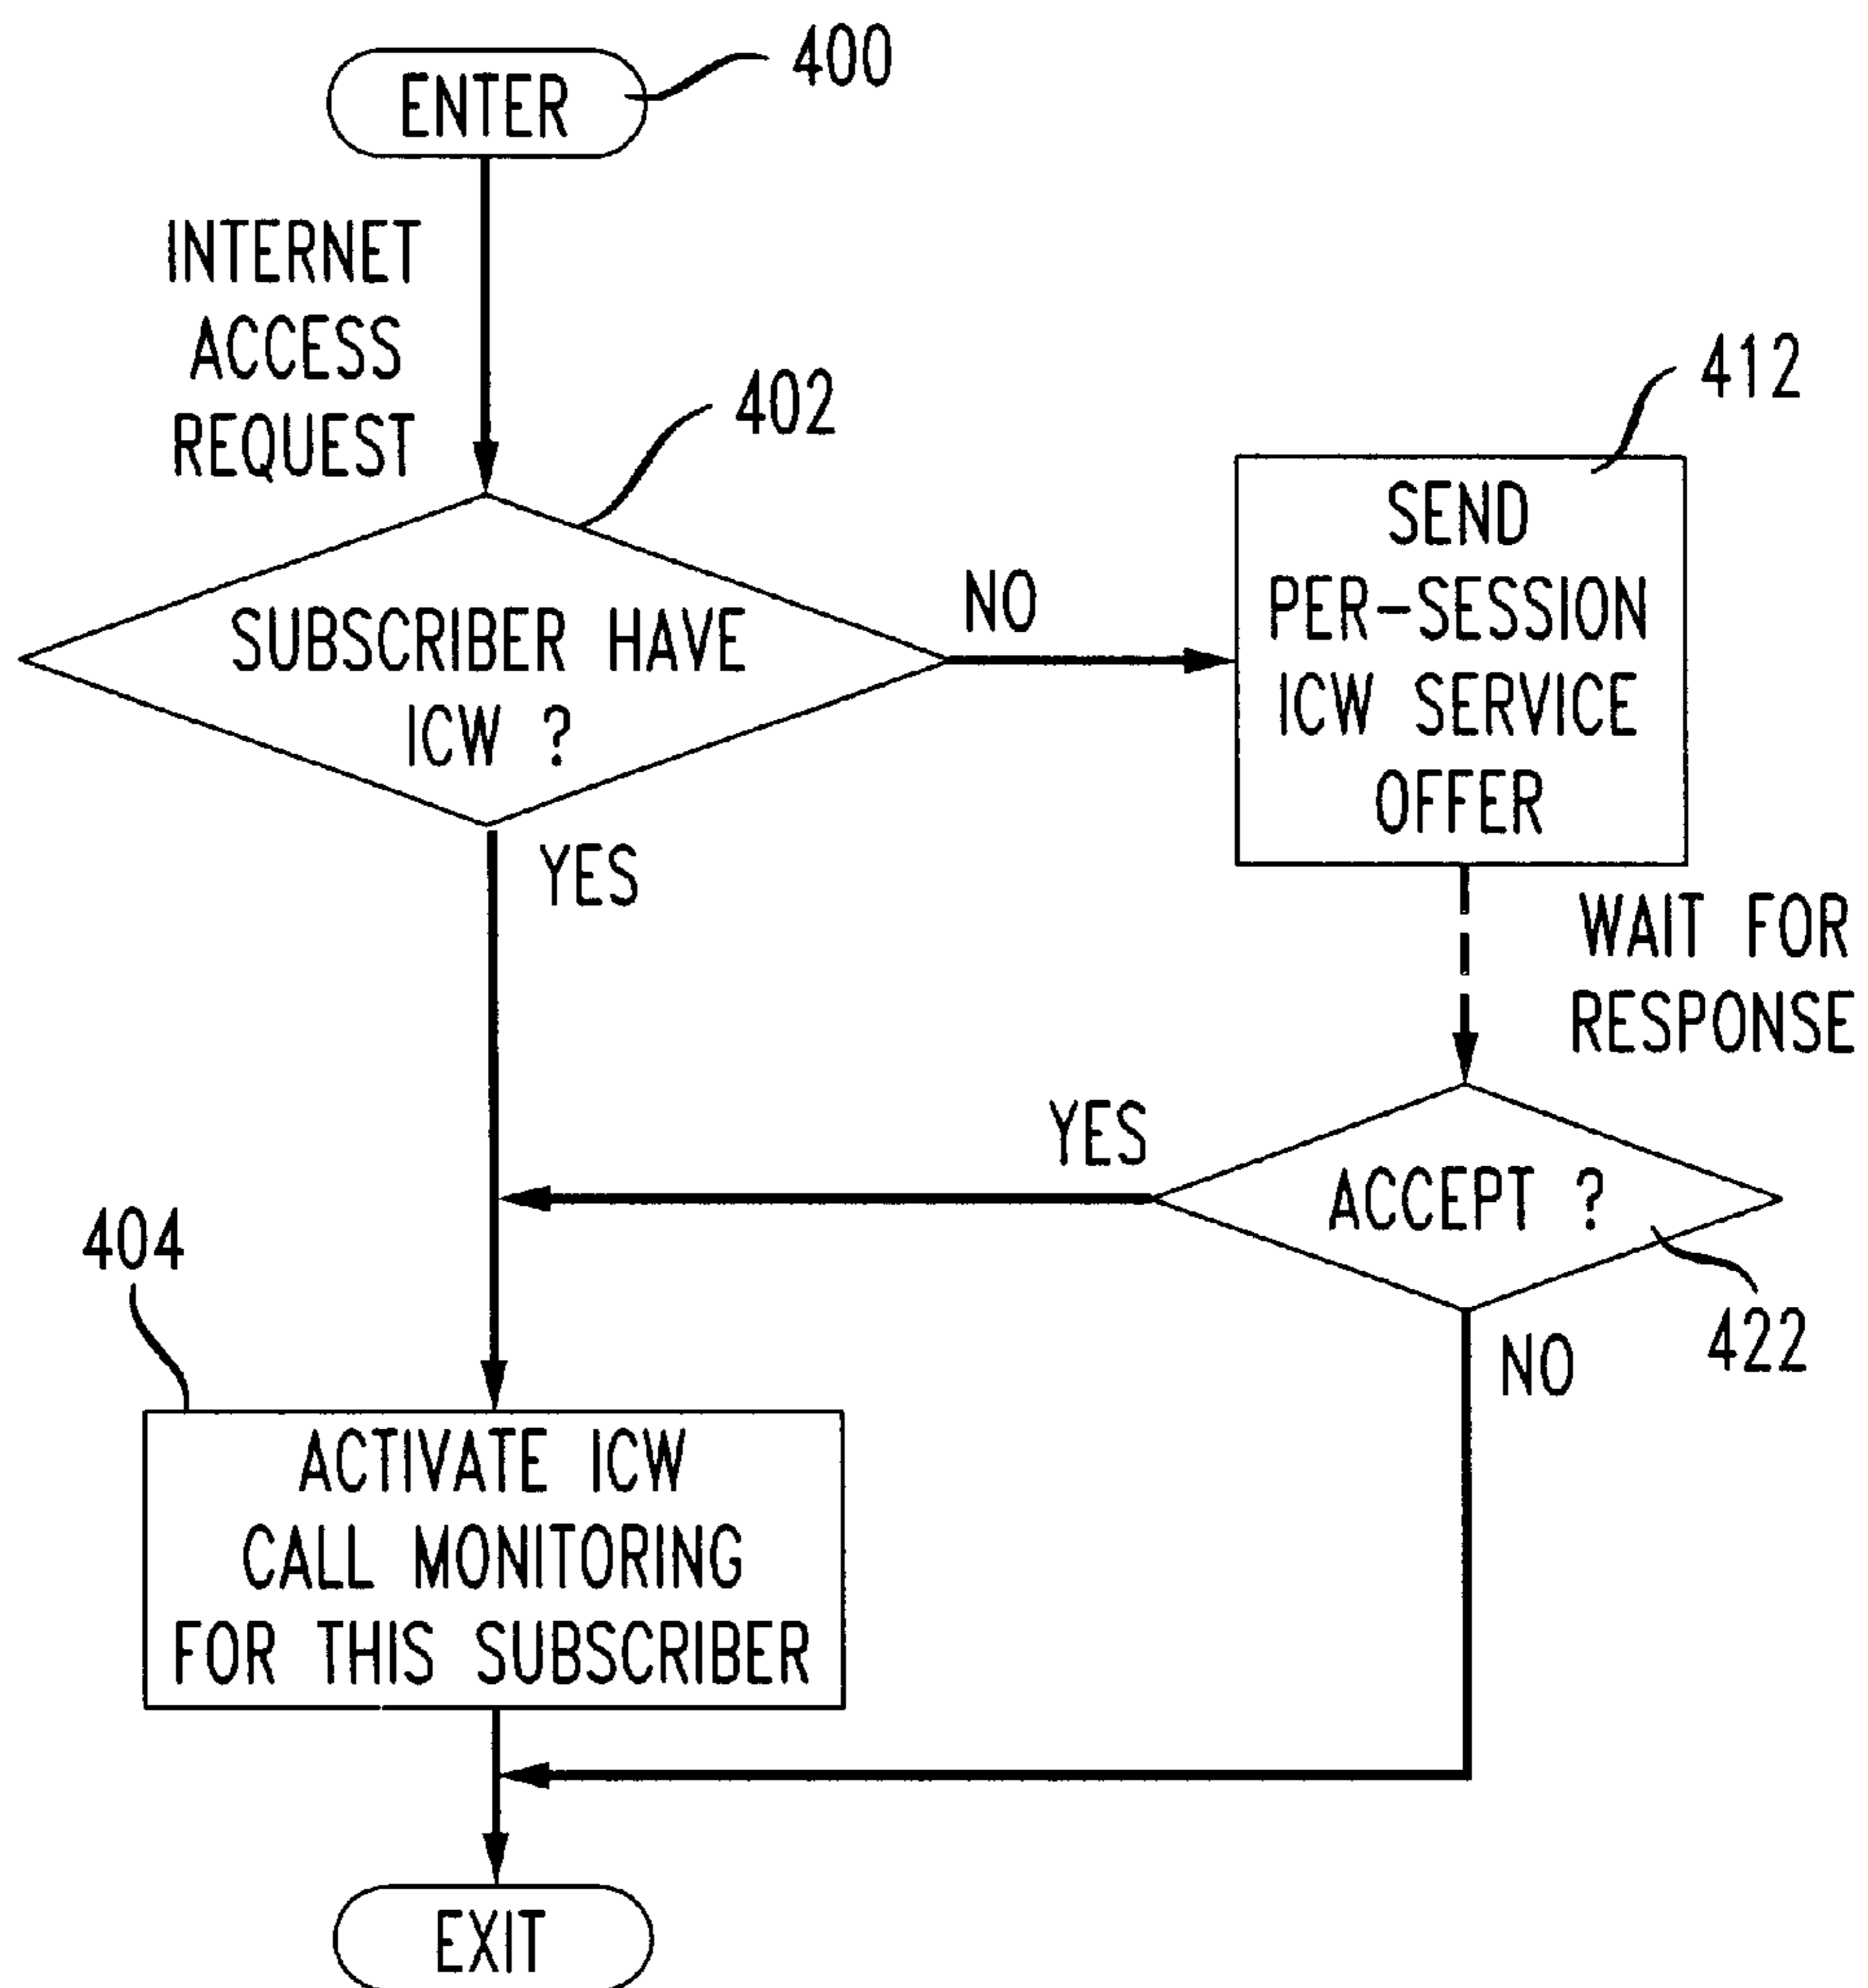 400
ENTER
INTERNET
ACCESS
REQUEST
402
SUBSCRIBER HAVE
ICW ?
NO
412
SEND
PER-SESSION
ICW SERVICE
OFFER
YES
WAIT FOR
RESPONSE
YES
ACCEPT ?
422
NO
404
ACTIVATE ICW
CALL MONITORING
FOR THIS SUBSCRIBER
EXIT